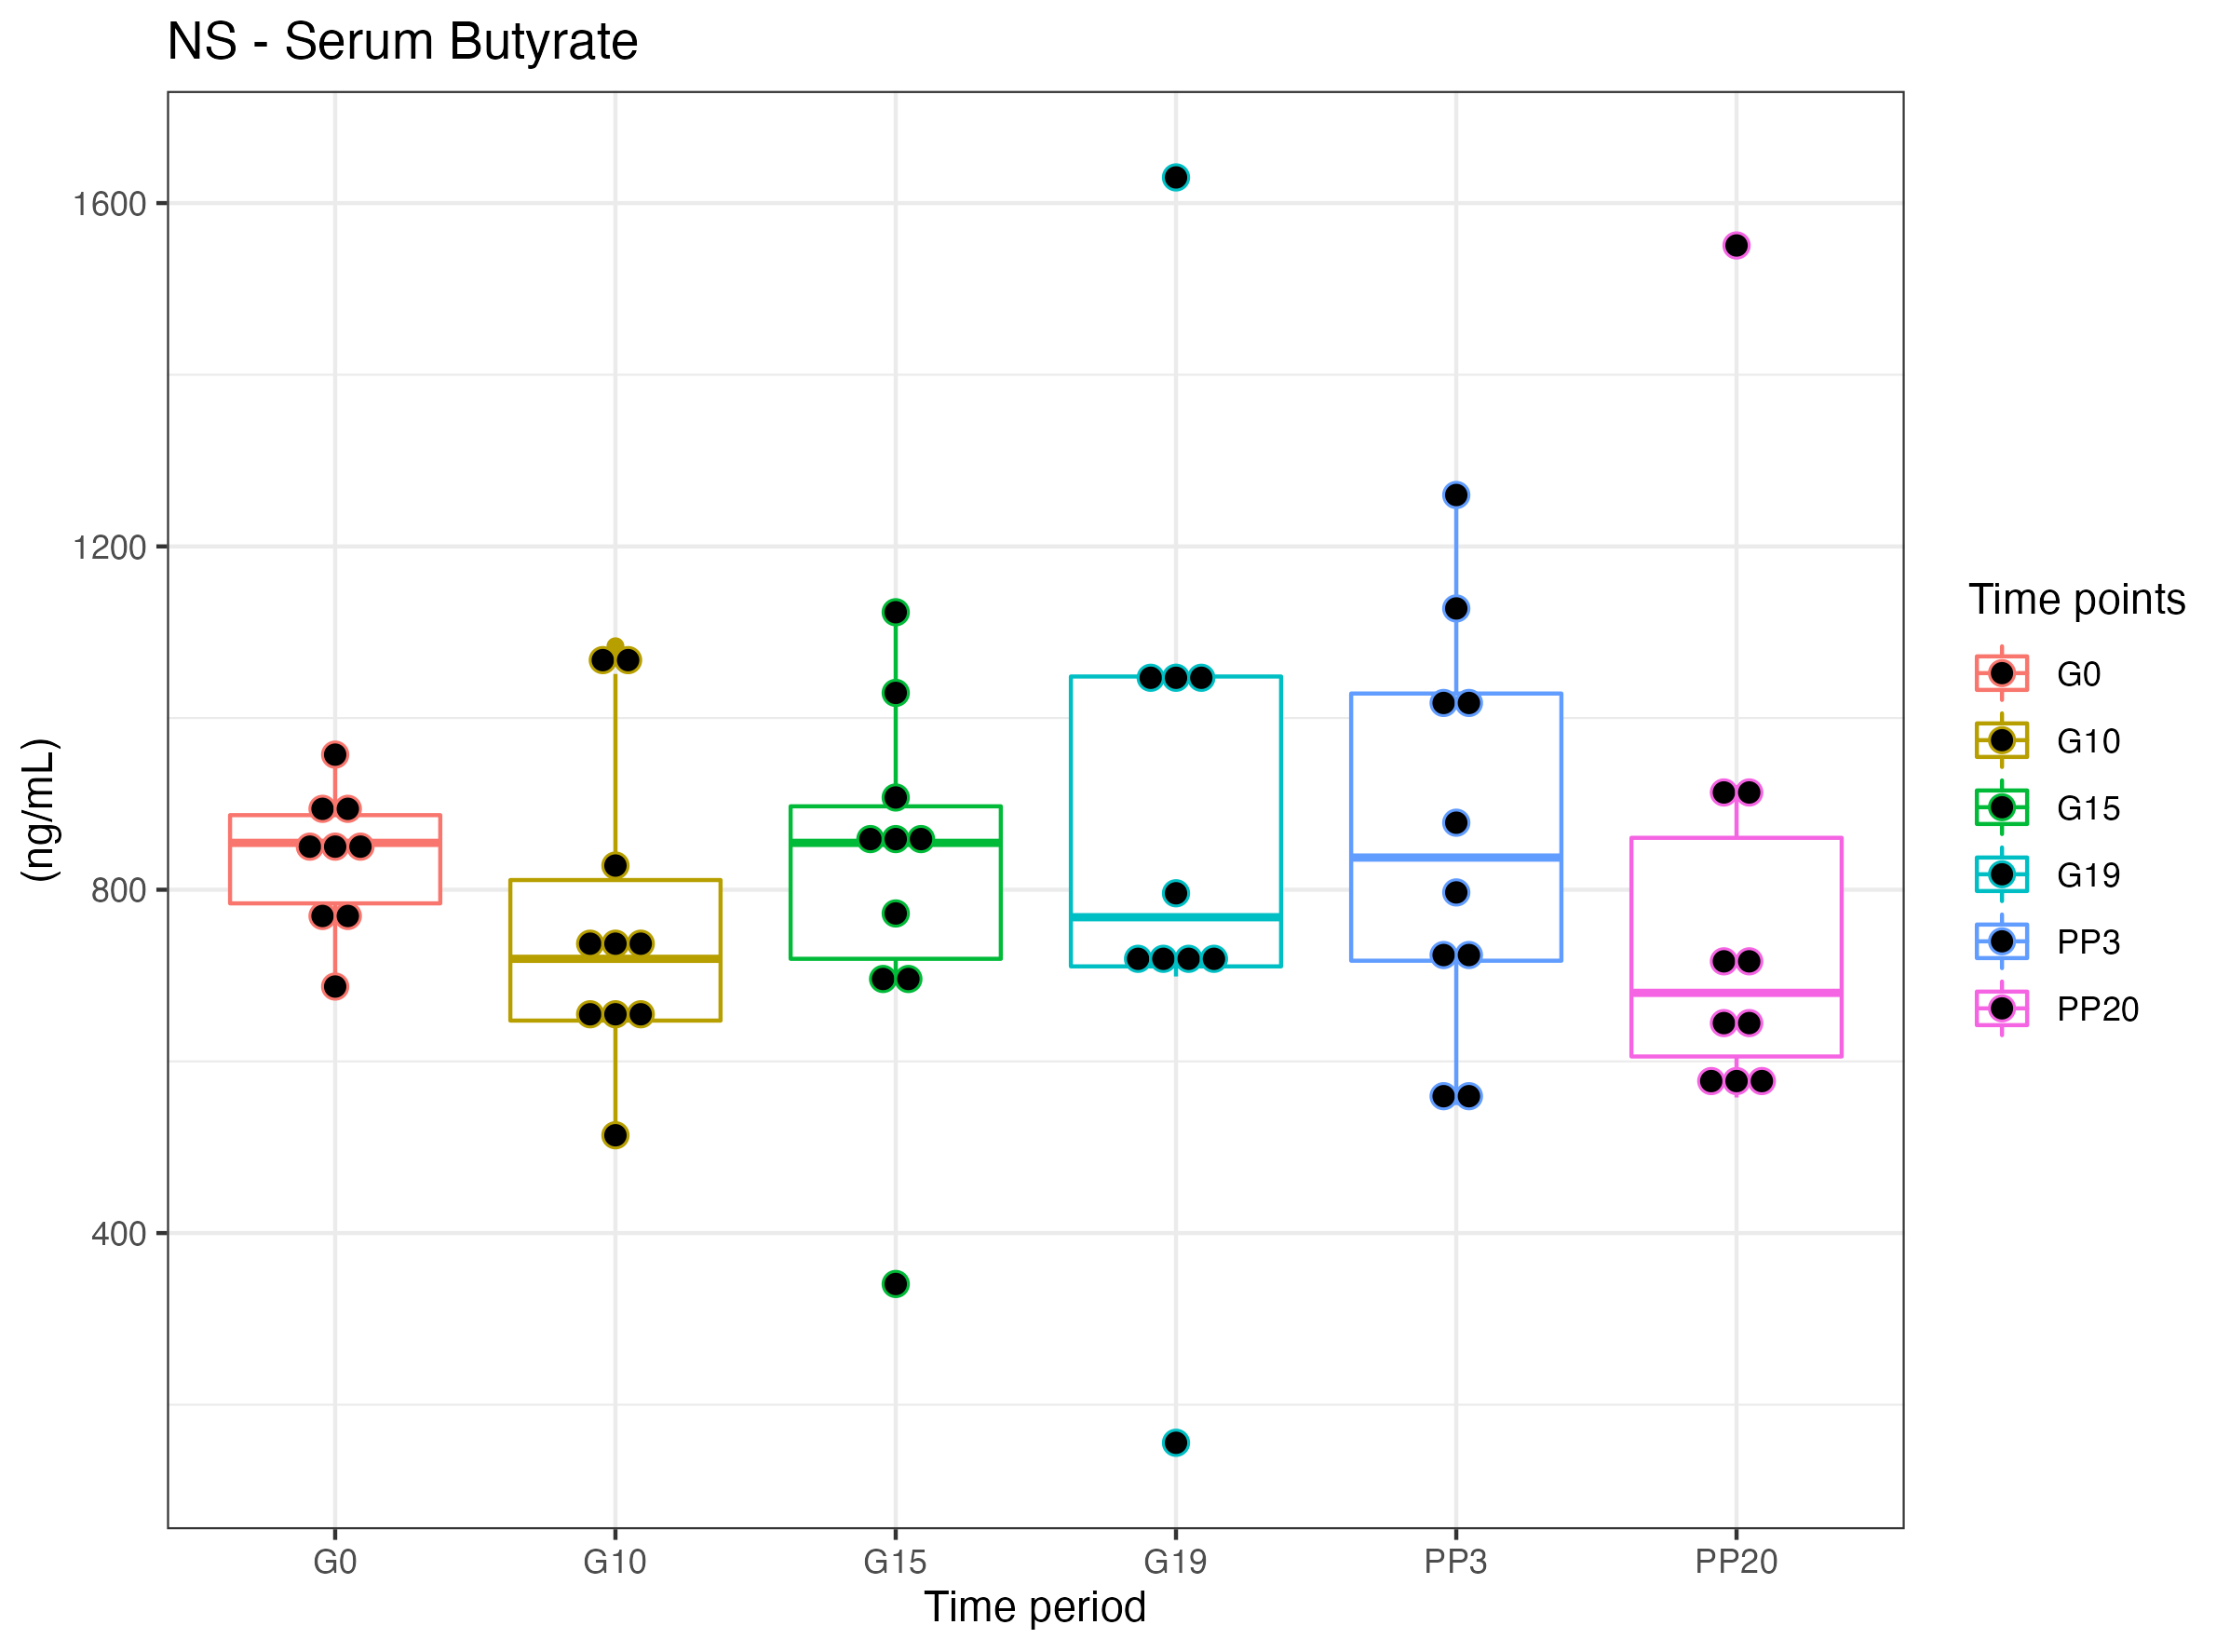 NS - Serum Butyrate
1600
1200
800
400
(ng/mL)
G0
G10
G15
G19
PP3
PP20
Time period
Time points
G0
G10
G15
G19
PP3
PP20